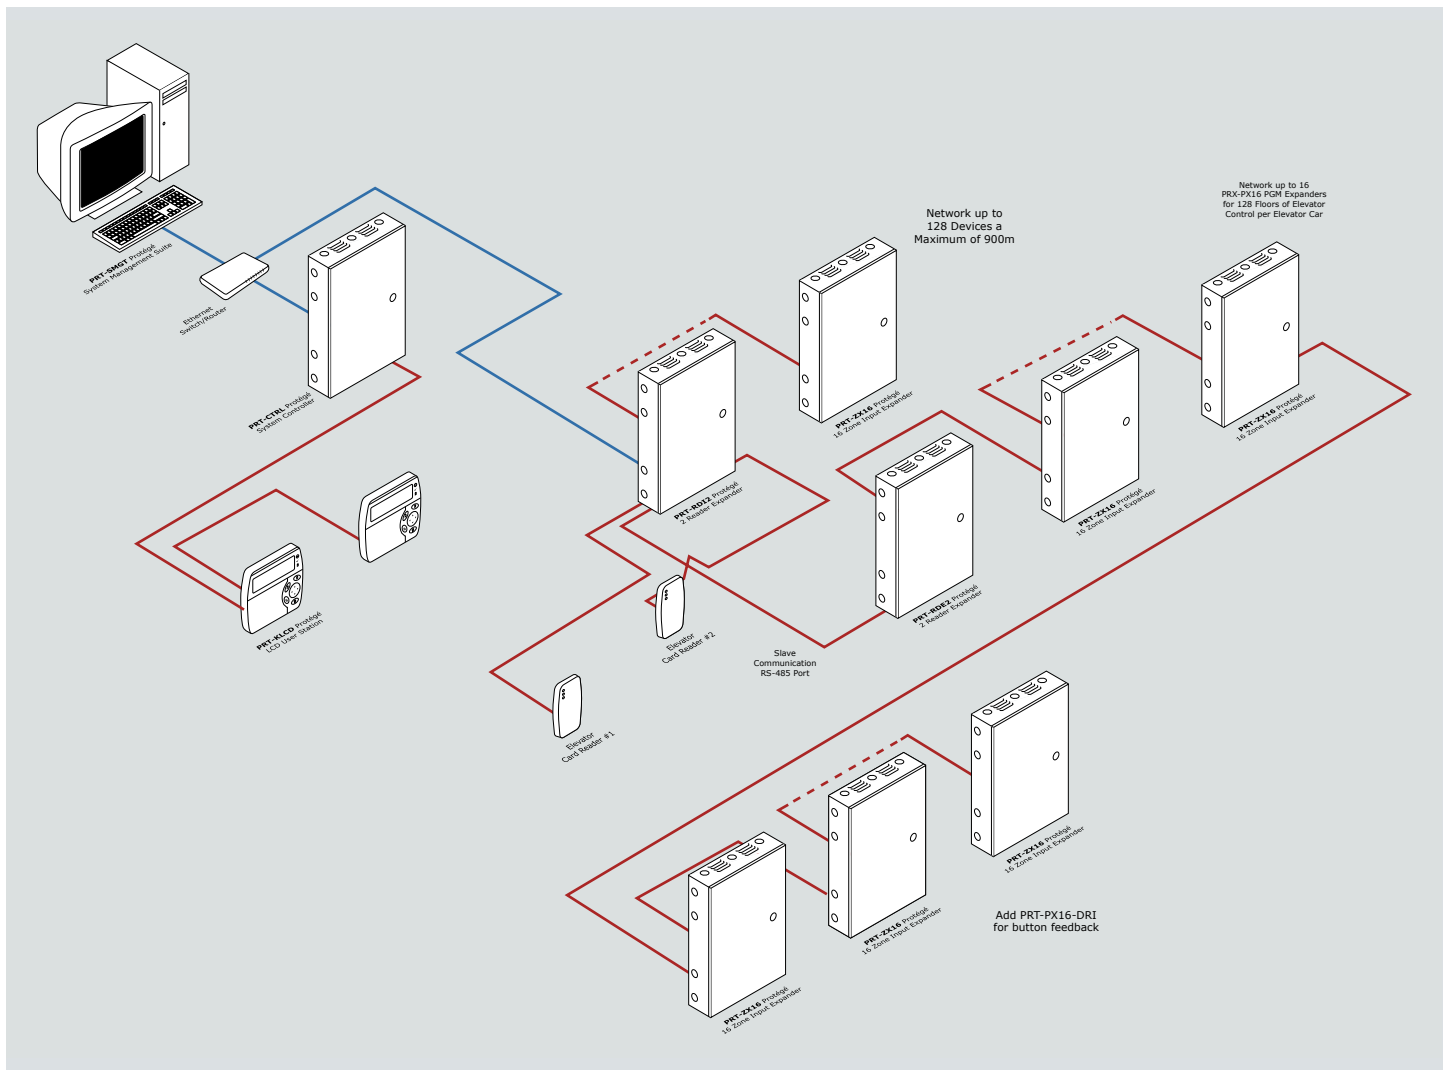 PRT-SMGT Protégé
System Management Suite
Ethernet
Switch/Router
PRT-CTRL Protégé
System Controller
PRT-KLCD Protégé
LCD User Station
Network up to
128 Devices a
Maximum of 900m
PRT-ZX16 Protégé
16 Zone Input Expander
PRT-RDI2 Protégé
2 Reader Expander
Network up to 16
PRX-PX16 PGM Expanders
for 128 Floors of Elevator
Control per Elevator Car
PRT-ZX16 Protégé
16 Zone Input Expander
PRT-ZX16 Protégé
16 Zone Input Expander
PRT-RDE2 Protégé
2 Reader Expander
Elevator
Card Reader #2
Slave
Communication
RS-485 Port
Elevator
Card Reader #1
PRT-ZX16 Protégé
16 Zone Input Expander
PRT-ZX16 Protégé
16 Zone Input Expander
Add PRT-PX16-DRI
for button feedback
PRT-ZX16 Protégé
16 Zone Input Expander